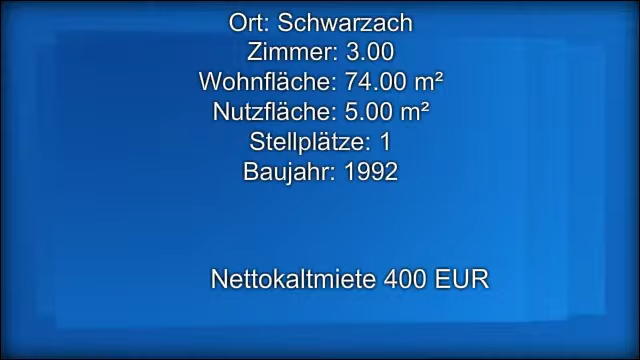 Ort: Schwarzach
Zimmer: 3.00
Wohnfläche: 74.00 m²
Nutzfläche: 5.00 m²
Stellplätze: 1
Baujahr: 1992
Nettokaltmiete 400 EUR